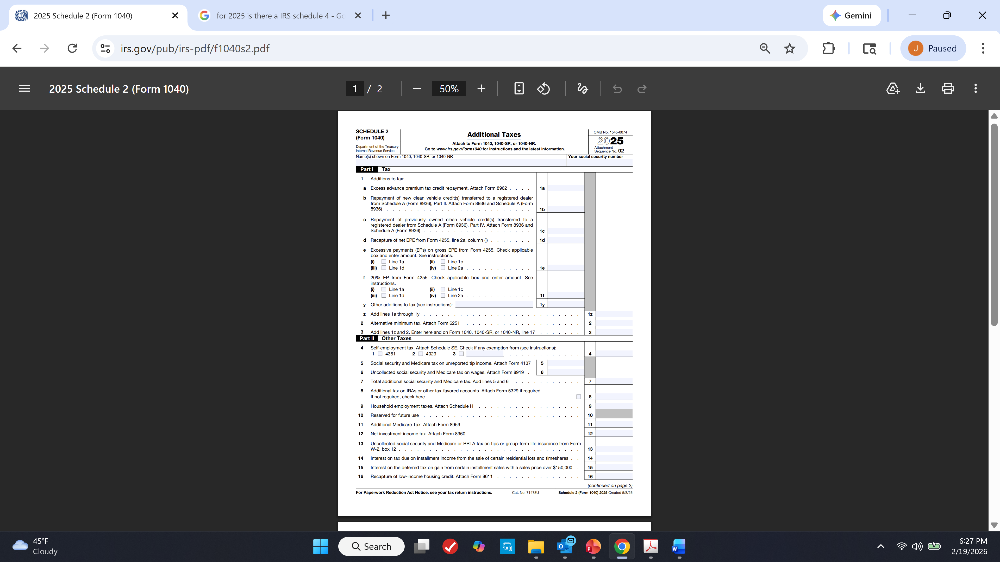 2025 Schedule 2 (Form 1040)
for 2025 is there a IRS schedule 4 - Go
Gemini
irs.gov/pub/irs-pdf/f1040s2.pdf
J
Paused
2025 Schedule 2 (Form 1040)
1 / 2
50%
SCHEDULE 2
(Form 1040)
Department of the Treasury
Internal Revenue Service
Additional Taxes
Attach to Form 1040, 1040-SR, or 1040-NR.
Go to www.irs.gov/Form1040 for instructions and the latest information.
OMB No. 1545-0074
2025
Attachment
Sequence No. 02
Name(s) shown on Form 1040, 1040-SR, or 1040-NR
Your social security number
Part I Tax
1 Additions to tax:
a Excess advance premium tax credit repayment. Attach Form 8962 . . . . 1a
b Repayment of new clean vehicle credit(s) transferred to a registered dealer
from Schedule A (Form 8936), Part II. Attach Form 8936 and Schedule A (Form
8936) . . . . . . . . . . . . . . . . . . . . . . . . 1b
c Repayment of previously owned clean vehicle credit(s) transferred to a
registered dealer from Schedule A (Form 8936), Part IV. Attach Form 8936 and
Schedule A (Form 8936) . . . . . . . . . . . . . . . . . . 1c
d Recapture of net EPE from Form 4255, line 2a, column (l) . . . . . . . 1d
e Excessive payments (EPs) on gross EPE from Form 4255. Check applicable
box and enter amount. See instructions.
(i) Line 1a (ii) Line 1c
(iii) Line 1d (iv) Line 2a . . . . . . . . . . . 1e
f 20% EP from Form 4255. Check applicable box and enter amount. See
instructions.
(i) Line 1a (ii) Line 1c
(iii) Line 1d (iv) Line 2a . . . . . . . . . . . 1f
y Other additions to tax (see instructions): 1y
z Add lines 1a through 1y . . . . . . . . . . . . . . . . . . . . . . . . . . 1z
2 Alternative minimum tax. Attach Form 6251 . . . . . . . . . . . . . . . . . . . 2
3 Add lines 1z and 2. Enter here and on Form 1040, 1040-SR, or 1040-NR, line 17 . . . . . . . 3
Part II Other Taxes
4 Self-employment tax. Attach Schedule SE. Check if any exemption from (see instructions):
1 4361 2 4029 3 . . . . . . . . . . . . 4
5 Social security and Medicare tax on unreported tip income. Attach Form 4137 5
6 Uncollected social security and Medicare tax on wages. Attach Form 8919 . 6
7 Total additional social security and Medicare tax. Add lines 5 and 6 . . . . . . . . . . . 7
8 Additional tax on IRAs or other tax-favored accounts. Attach Form 5329 if required.
If not required, check here . . . . . . . . . . . . . . . . . . . . . . . . 8
9 Household employment taxes. Attach Schedule H . . . . . . . . . . . . . . . . . 9
10 Reserved for future use . . . . . . . . . . . . . . . . . . . . . . . . . . 10
11 Additional Medicare Tax. Attach Form 8959 . . . . . . . . . . . . . . . . . . . 11
12 Net investment income tax. Attach Form 8960 . . . . . . . . . . . . . . . . . . 12
13 Uncollected social security and Medicare or RRTA tax on tips or group-term life insurance from Form
W-2, box 12 . . . . . . . . . . . . . . . . . . . . . . . . . . . . . . 13
14 Interest on tax due on installment income from the sale of certain residential lots and timeshares . . 14
15 Interest on the deferred tax on gain from certain installment sales with a sales price over $150,000 . 15
16 Recapture of low-income housing credit. Attach Form 8611 . . . . . . . . . . . . . . 16
(continued on page 2)
For Paperwork Reduction Act Notice, see your tax return instructions. Cat. No. 71478U Schedule 2 (Form 1040) 2025 Created 5/8/25
45°F
Cloudy
Search
6:27 PM
2/19/2026